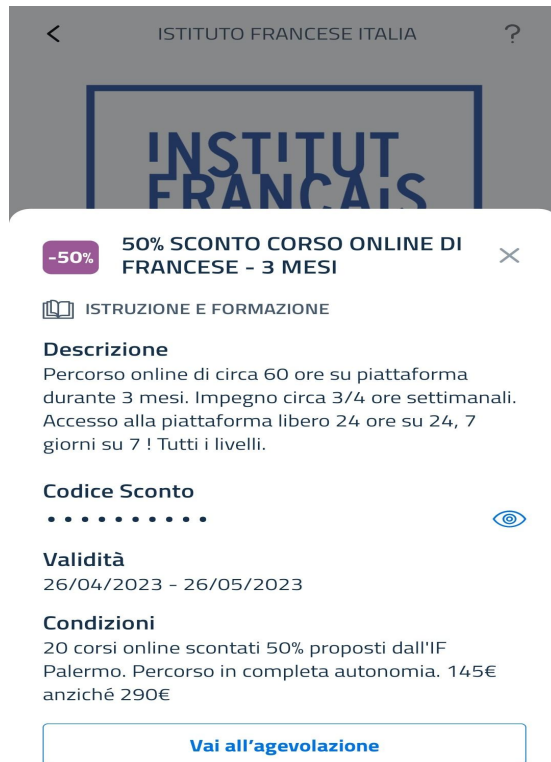 ISTITUTO FRANCESE ITALIA
?
INSTITUT
FRANÇAIS
-50%
50% SCONTO CORSO ONLINE DI
FRANCESE - 3 MESI
ISTRUZIONE E FORMAZIONE
Descrizione
Percorso online di circa 60 ore su piattaforma
durante 3 mesi. Impegno circa 3/4 ore settimanali.
Accesso alla piattaforma libero 24 ore su 24, 7
giorni su 7 ! Tutti i livelli.
Codice Sconto
• • • • • • • • • •
Validità
26/04/2023 - 26/05/2023
Condizioni
20 corsi online scontati 50% proposti dall'IF
Palermo. Percorso in completa autonomia. 145€
anziché 290€
Vai all’agevolazione